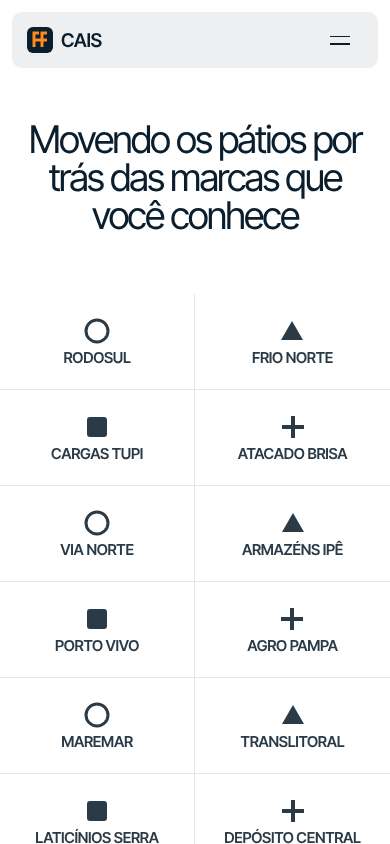 CAIS
Movendo os pátios por
trás das marcas que
você conhece
RODOSUL
FRIO NORTE
CARGAS TUPI
ATACADO BRISA
VIA NORTE
ARMAZÉNS IPÊ
PORTO VIVO
AGRO PAMPA
MAREMAR
TRANSLITORAL
LATICÍNIOS SERRA
DEPÓSITO CENTRAL